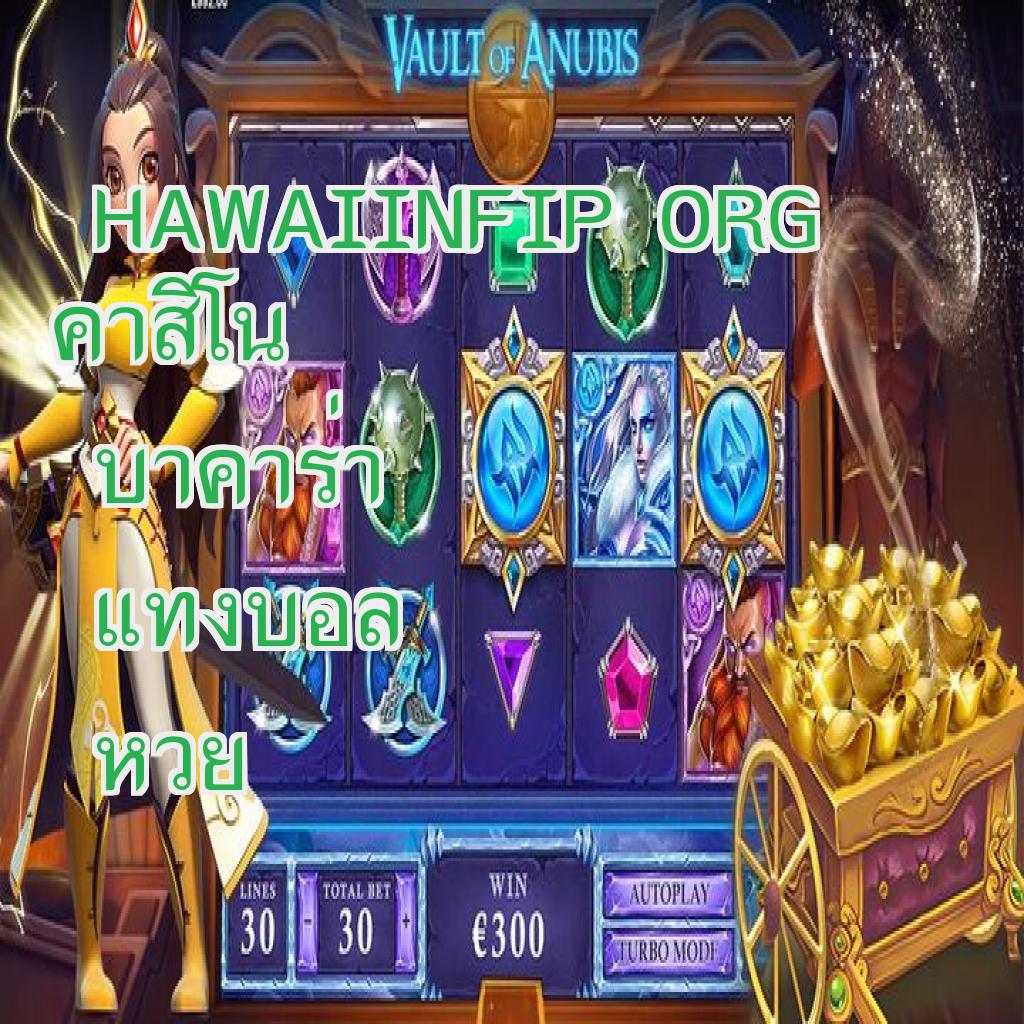 VAULT OF ANUBIS
HAWAIINFIP ORG
คาสิโน
บาคาร่า
แทงบอล
หวย
LINES
30
TOTAL BET
- 30 +
WIN
€300
AUTOPLAY
TURBO MODE